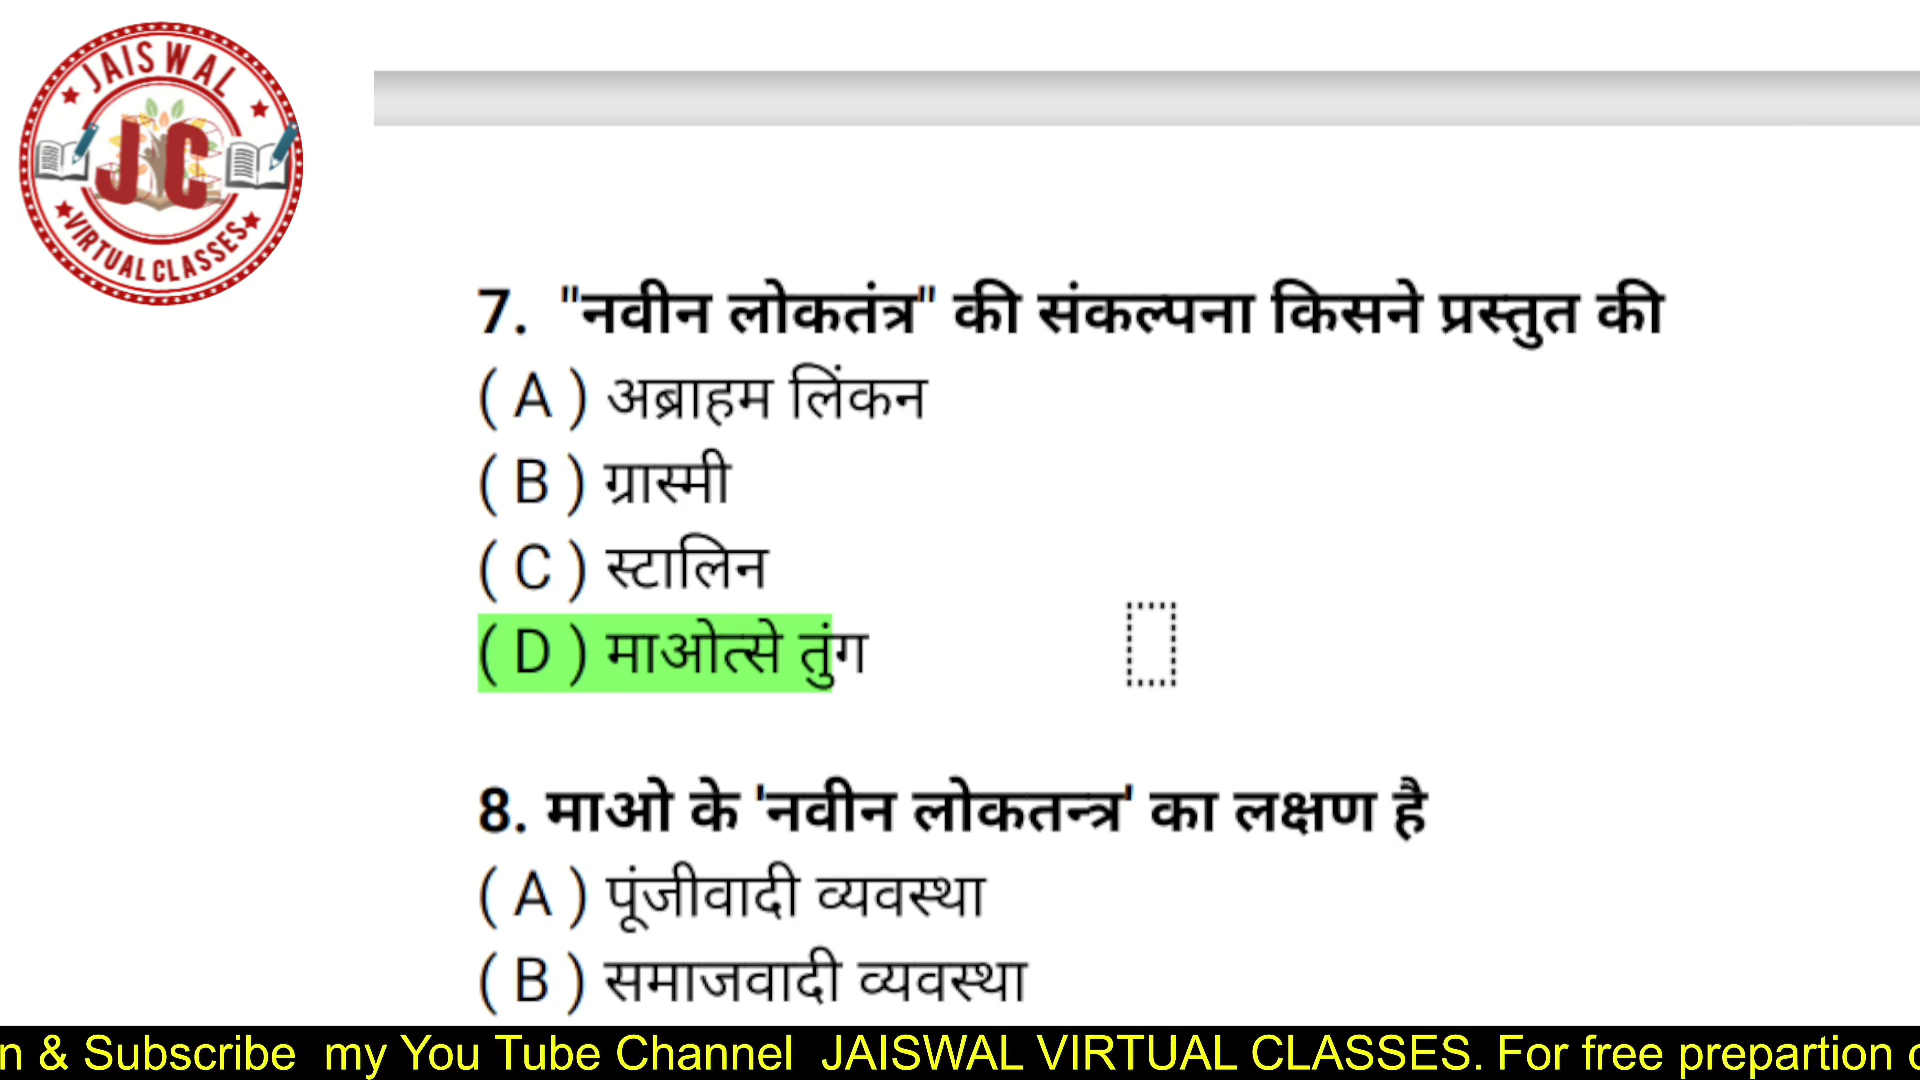 JAISWAL
JC
VIRTUAL CLASSES
7. "नवीन लोकतंत्र" की संकल्पना किसने प्रस्तुत की
( A ) अब्राहम लिंकन
( B ) ग्रास्मी
( C ) स्टालिन
( D ) माओत्से तुंग
8. माओ के 'नवीन लोकतन्त्र' का लक्षण है
( A ) पूंजीवादी व्यवस्था
( B ) समाजवादी व्यवस्था
n & Subscribe my You Tube Channel JAISWAL VIRTUAL CLASSES. For free prepartion